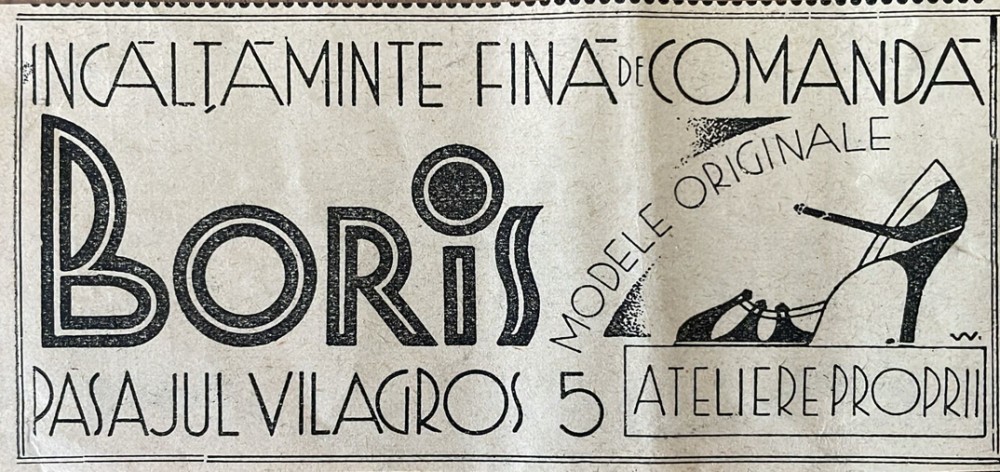 INCĂLȚĂMINTE FINĂ DE COMANDĂ
BORiS
MODELE ORIGINALE
W.
PASAJUL VILAGROS 5
ATELIERE PROPRII